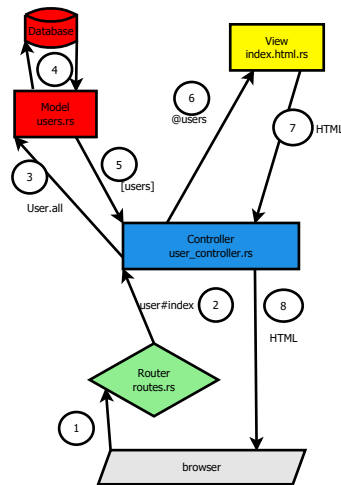 Database
View
index.html.rs
4
6
Model
users.rs
@users
7
HTML
5
3
[users]
User.all
Controller
user_controller.rs
user#index
2
8
HTML
Router
routes.rs
1
browser